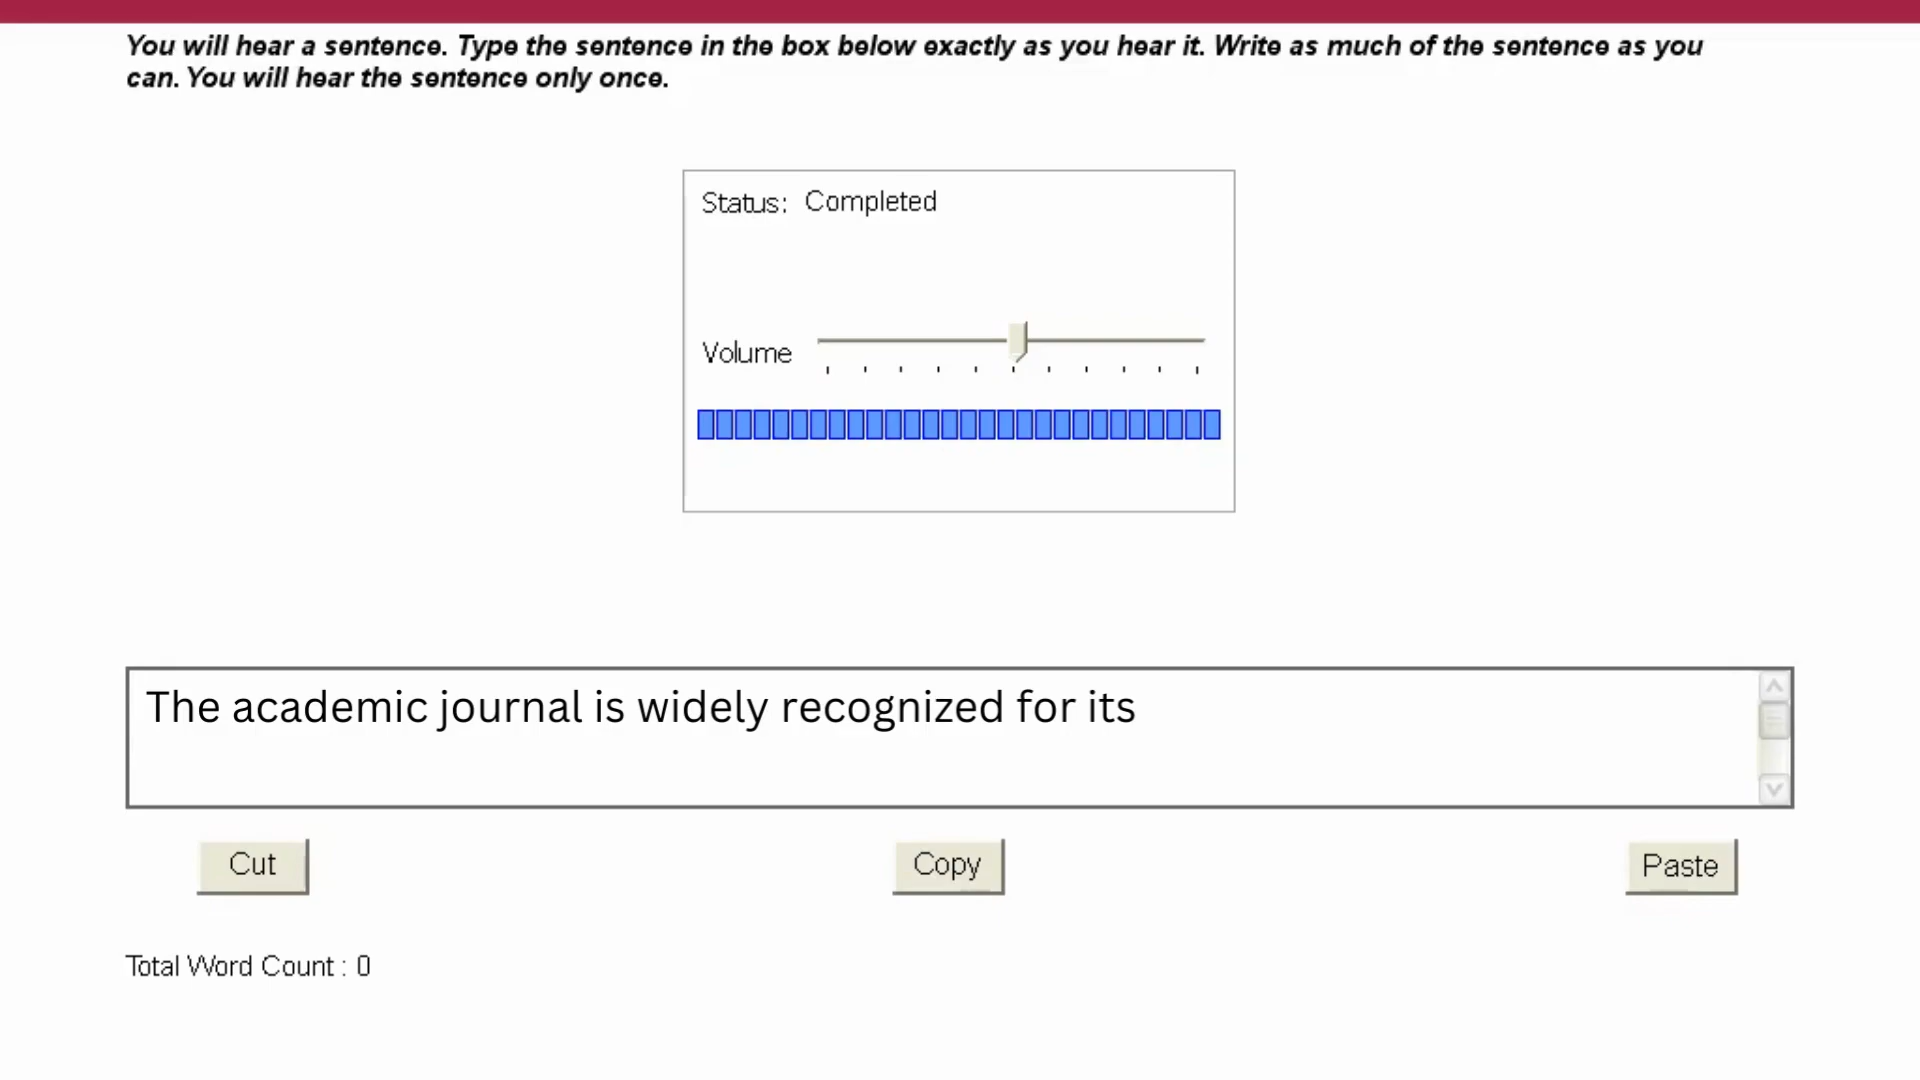 You will hear a sentence. Type the sentence in the box below exactly as you hear it. Write as much of the sentence as you
can. You will hear the sentence only once.
Status: Completed
Volume
The academic journal is widely recognized for its
Cut
Copy
Paste
Total Word Count : 0